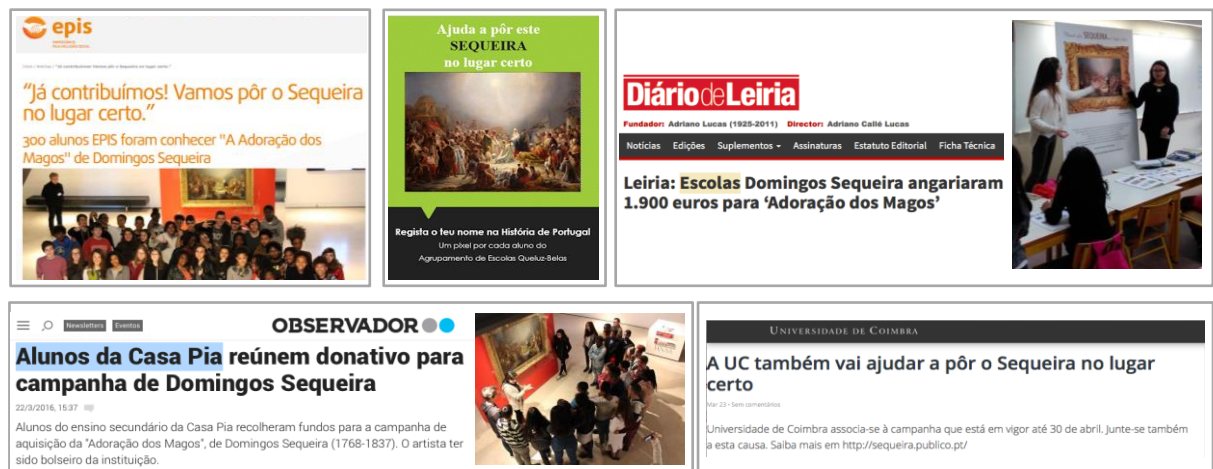 epis
"Já contribuímos! Vamos pôr o Sequeira
no lugar certo."
300 alunos EPIS foram conhecer "A Adoração dos
Magos" de Domingos Sequeira
Ajuda a pôr este
SEQUEIRA
no lugar certo
Regista o teu nome na História de Portugal
Um pixel por cada aluno do
Agrupamento de Escolas Queluz-Belas
Diário de Leiria
Fundador: Adriano Lucas (1925-2011) Director: Adriano Callé Lucas
Notícias Edições Suplementos Assinaturas Estatuto Editorial Ficha Técnica
Leiria: Escolas Domingos Sequeira angariaram
1.900 euros para 'Adoração dos Magos'
SEQUEIRA
Newsletters Eventos OBSERVADOR
Alunos da Casa Pia reúnem donativo para
campanha de Domingos Sequeira
22/3/2016, 15:37
Alunos do ensino secundário da Casa Pia recolheram fundos para a campanha de
aquisição da "Adoração dos Magos", de Domingos Sequeira (1768-1837). O artista ter
sido bolseiro da instituição.
UNIVERSIDADE DE COIMBRA
A UC também vai ajudar a pôr o Sequeira no lugar
certo
Mar 23 • Sem comentários
Universidade de Coimbra associa-se à campanha que está em vigor até 30 de abril. Junte-se também
a esta causa. Saiba mais em http://sequeira.publico.pt/